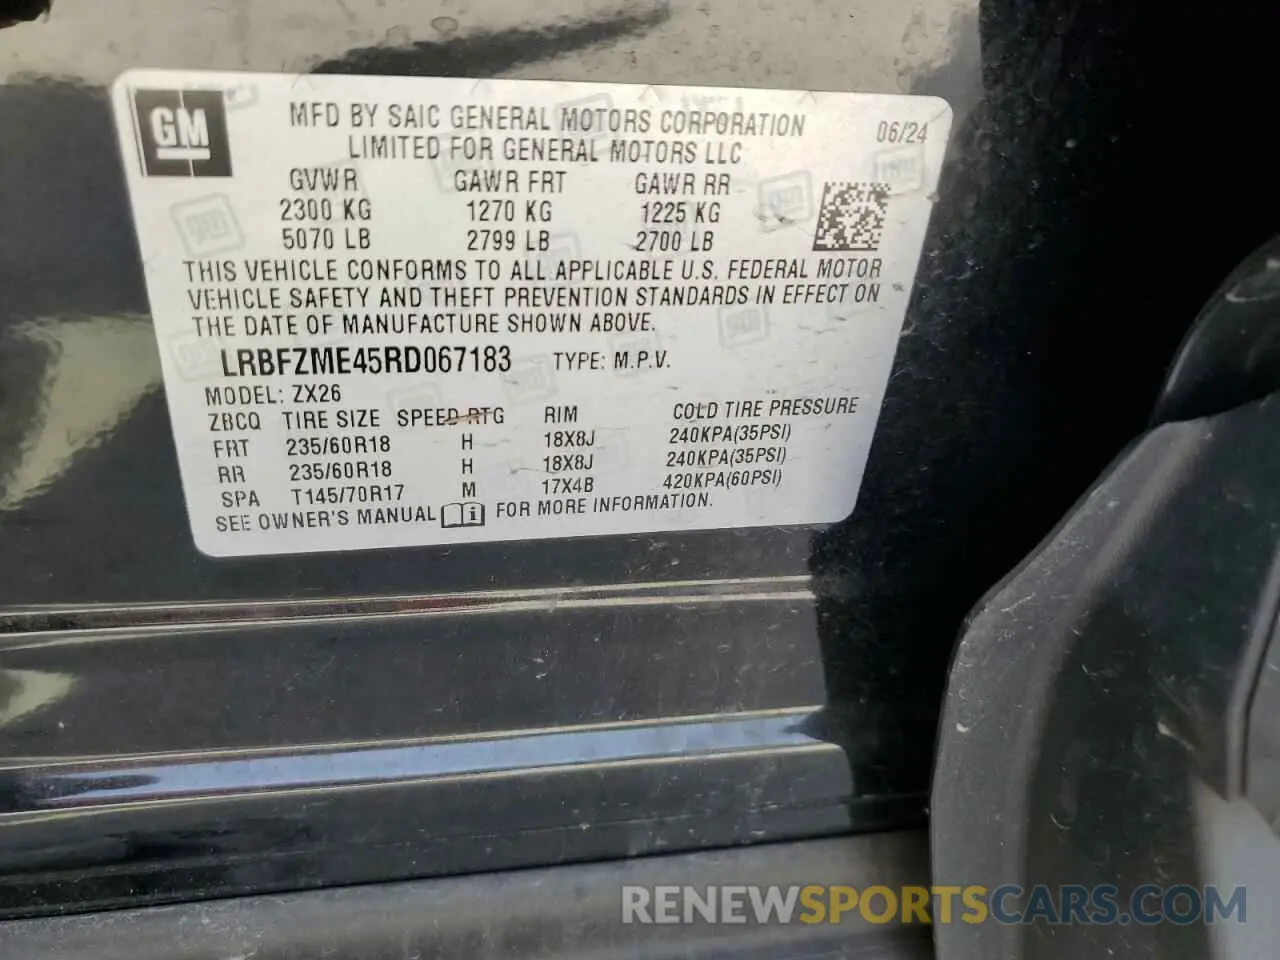 GM
MFD BY SAIC GENERAL MOTORS CORPORATION
LIMITED FOR GENERAL MOTORS LLC
06/24
GVWR GAWR FRT GAWR RR
2300 KG 1270 KG 1225 KG
5070 LB 2799 LB 2700 LB
THIS VEHICLE CONFORMS TO ALL APPLICABLE U.S. FEDERAL MOTOR
VEHICLE SAFETY AND THEFT PREVENTION STANDARDS IN EFFECT ON
THE DATE OF MANUFACTURE SHOWN ABOVE.
LRBFZME45RD067183 TYPE: M.P.V.
MODEL: ZX26
ZBCQ TIRE SIZE SPEED RTG RIM COLD TIRE PRESSURE
FRT 235/60R18 H 18X8J 240KPA(35PSI)
RR 235/60R18 H 18X8J 240KPA(35PSI)
SPA T145/70R17 M 17X4B 420KPA(60PSI)
SEE OWNER'S MANUAL i FOR MORE INFORMATION.
RENEWSPORTSCARS.COM